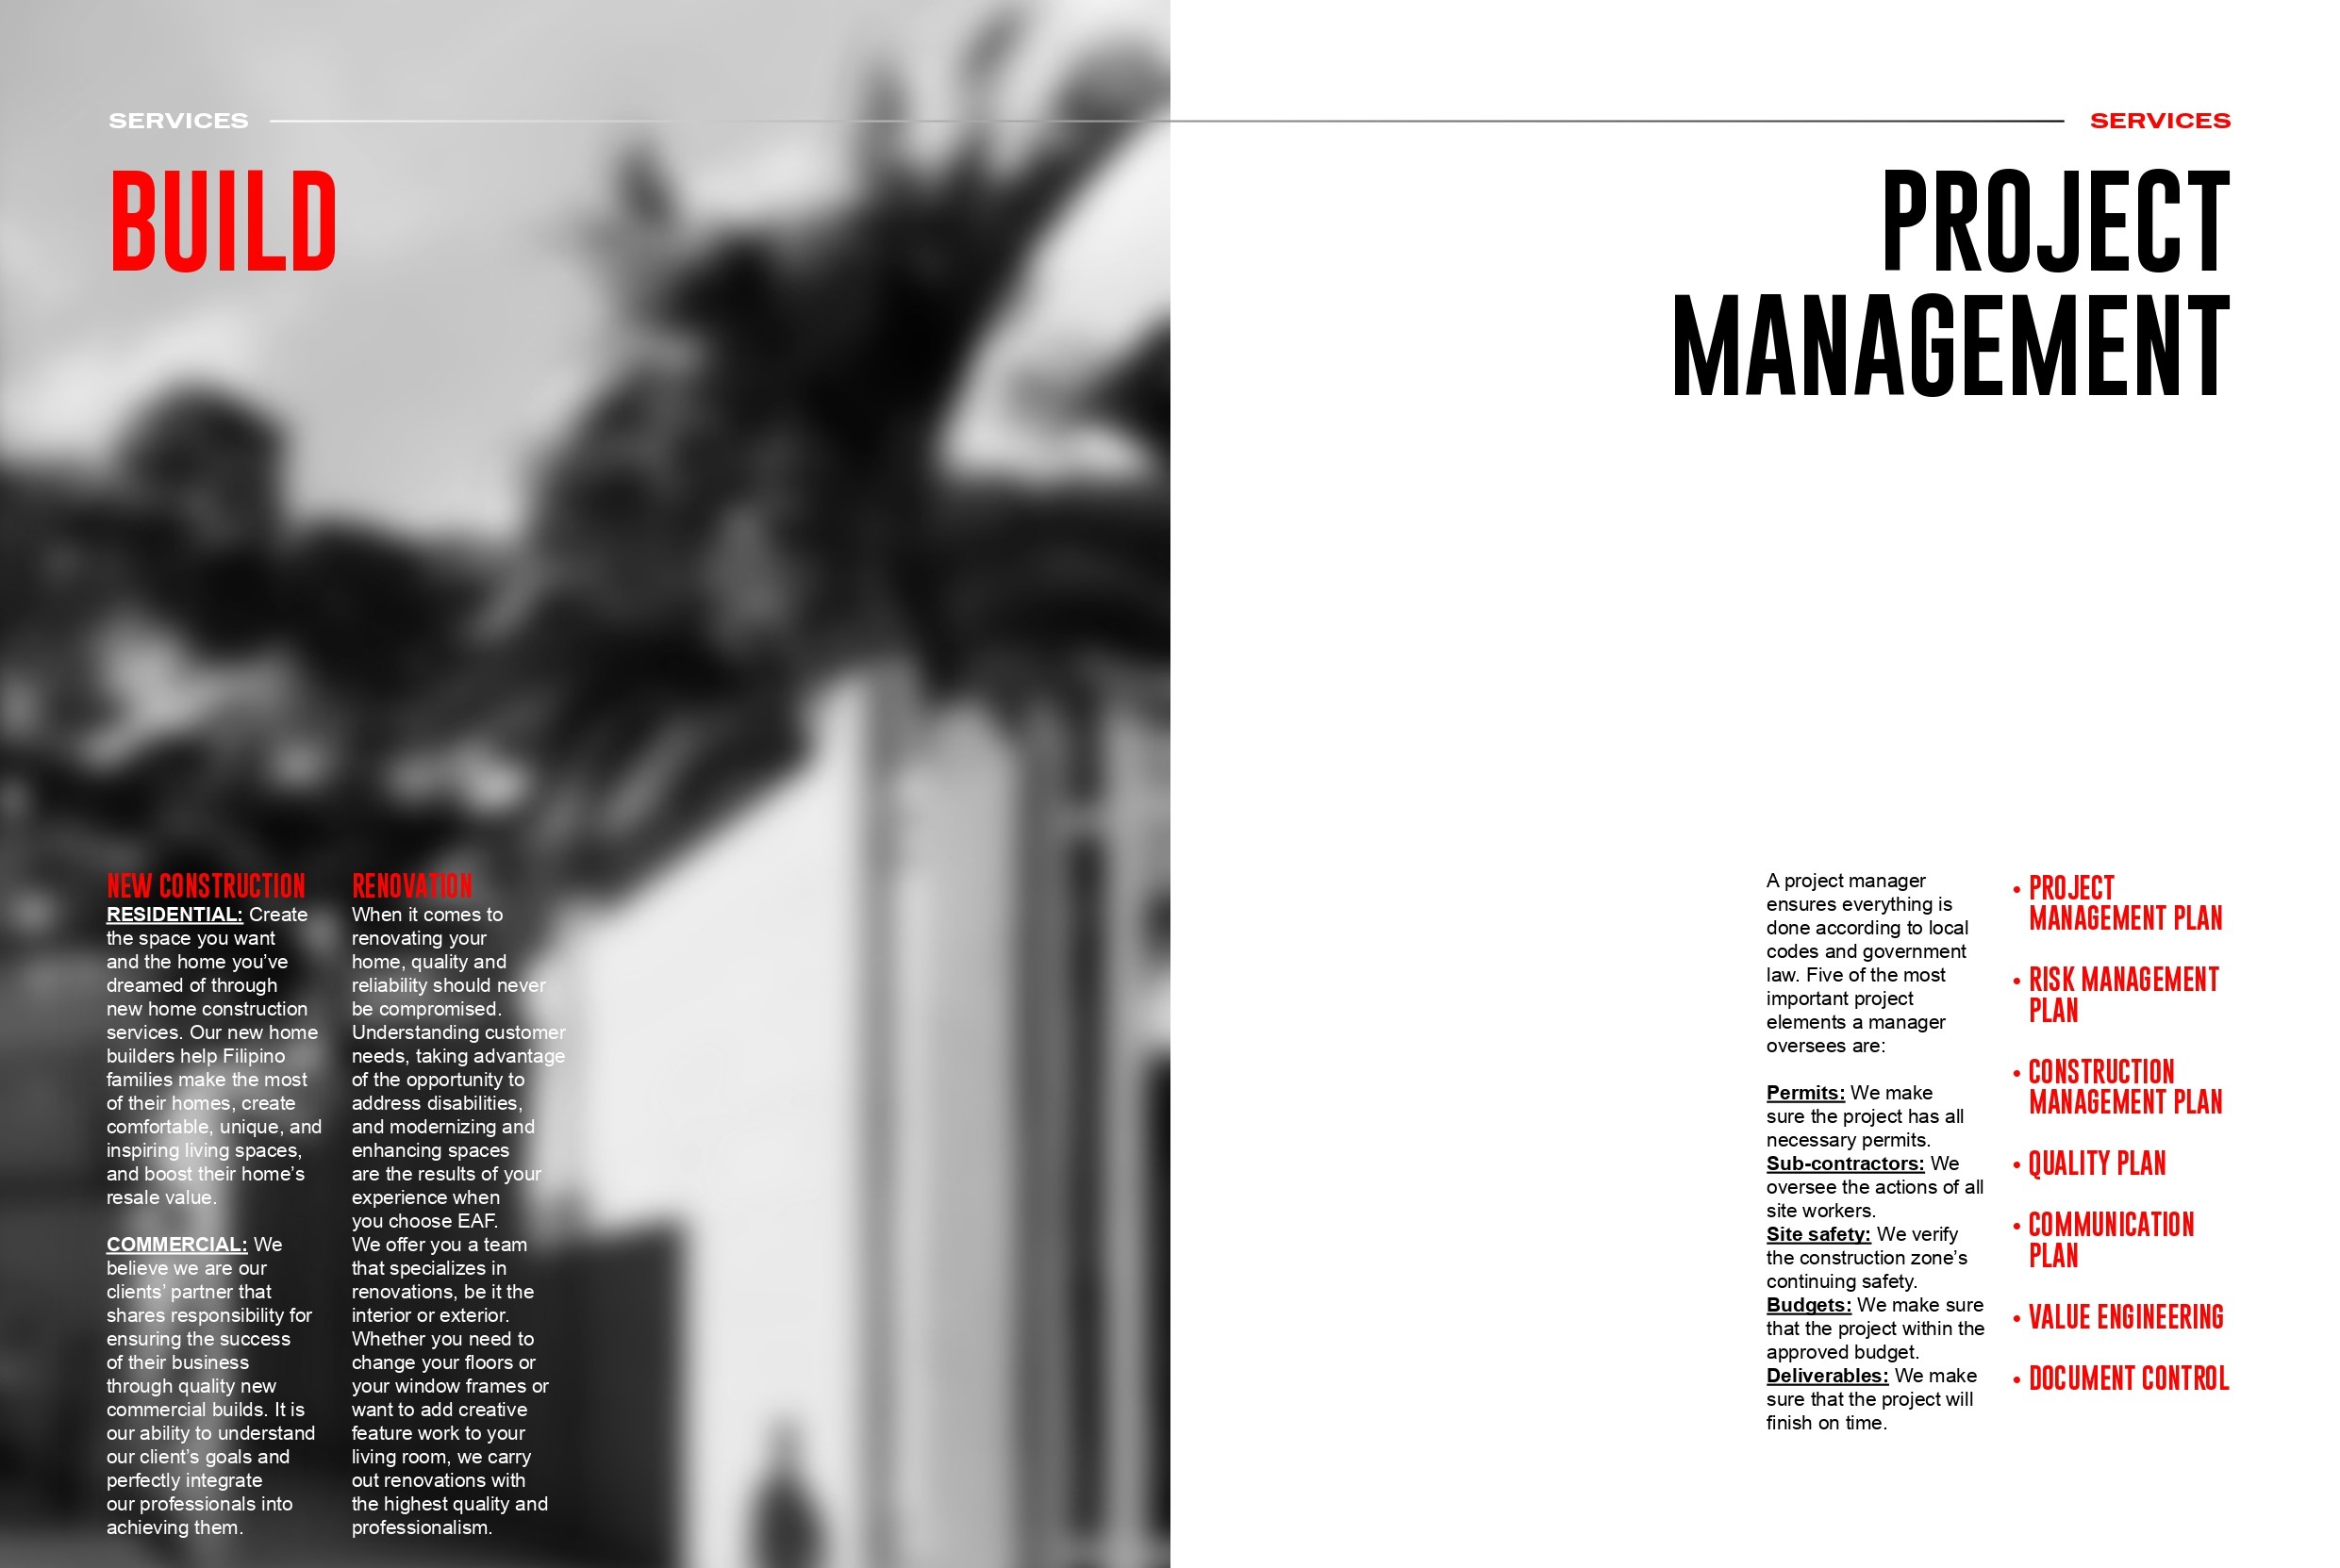 SERVICES
BUILD
NEW CONSTRUCTION
RESIDENTIAL: Create
the space you want
and the home you’ve
dreamed of through
new home construction
services. Our new home
builders help Filipino
families make the most
of their homes, create
comfortable, unique, and
inspiring living spaces,
and boost their home’s
resale value.
COMMERCIAL: We
believe we are our
clients’ partner that
shares responsibility for
ensuring the success
of their business
through quality new
commercial builds. It is
our ability to understand
our client’s goals and
perfectly integrate
our professionals into
achieving them.
RENOVATION
When it comes to
renovating your
home, quality and
reliability should never
be compromised.
Understanding customer
needs, taking advantage
of the opportunity to
address disabilities,
and modernizing and
enhancing spaces
are the results of your
experience when
you choose EAF.
We offer you a team
that specializes in
renovations, be it the
interior or exterior.
Whether you need to
change your floors or
your window frames or
want to add creative
feature work to your
living room, we carry
out renovations with
the highest quality and
professionalism.
SERVICES
PROJECT
MANAGEMENT
A project manager
ensures everything is
done according to local
codes and government
law. Five of the most
important project
elements a manager
oversees are:
Permits: We make
sure the project has all
necessary permits.
Sub-contractors: We
oversee the actions of all
site workers.
Site safety: We verify
the construction zone’s
continuing safety.
Budgets: We make sure
that the project within the
approved budget.
Deliverables: We make
sure that the project will
finish on time.
• PROJECT
MANAGEMENT PLAN
• RISK MANAGEMENT
PLAN
• CONSTRUCTION
MANAGEMENT PLAN
• QUALITY PLAN
• COMMUNICATION
PLAN
• VALUE ENGINEERING
• DOCUMENT CONTROL